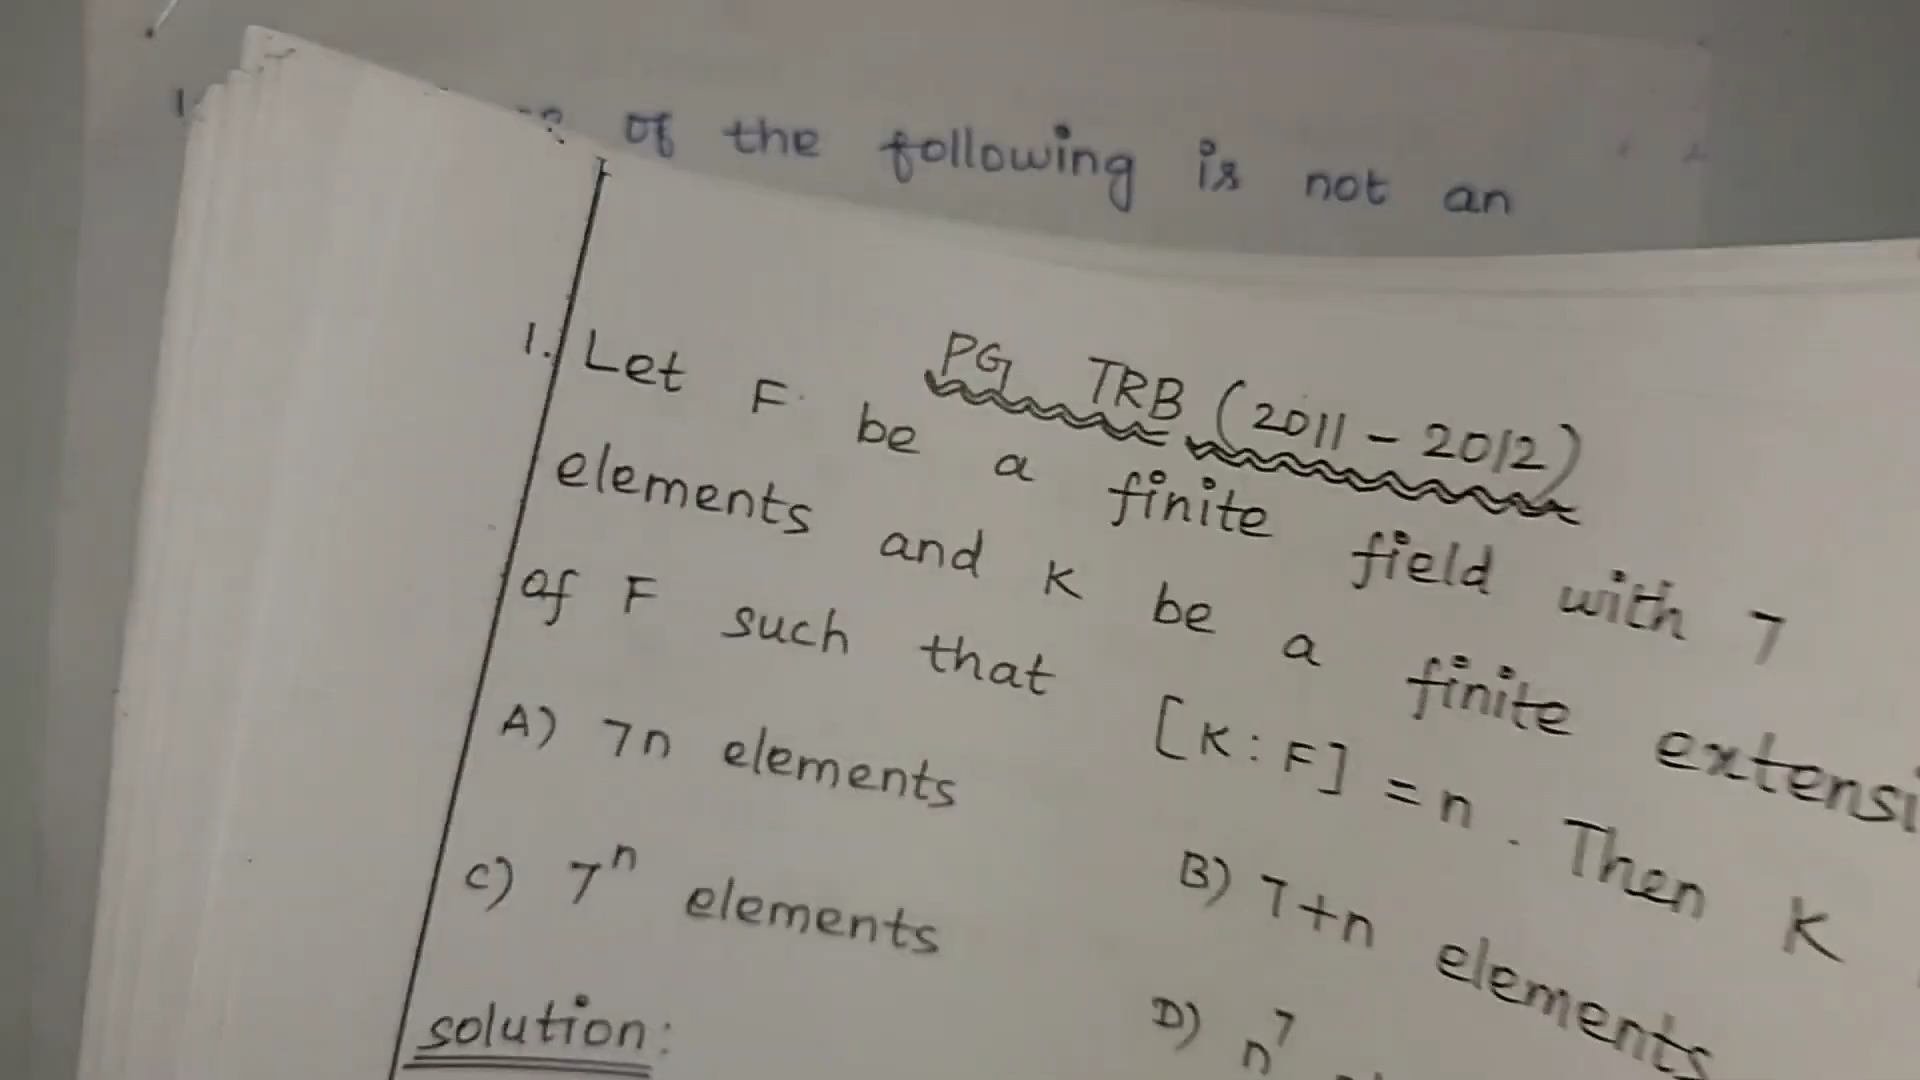 of the following is not an
PG TRB (2011 - 2012)
1. Let F be a finite field with 7
elements and K be a finite extensi
of F such that [K:F] = n. Then K
A) 7n elements B) 7+n elements
C) 7ⁿ elements D) n⁷
solution: